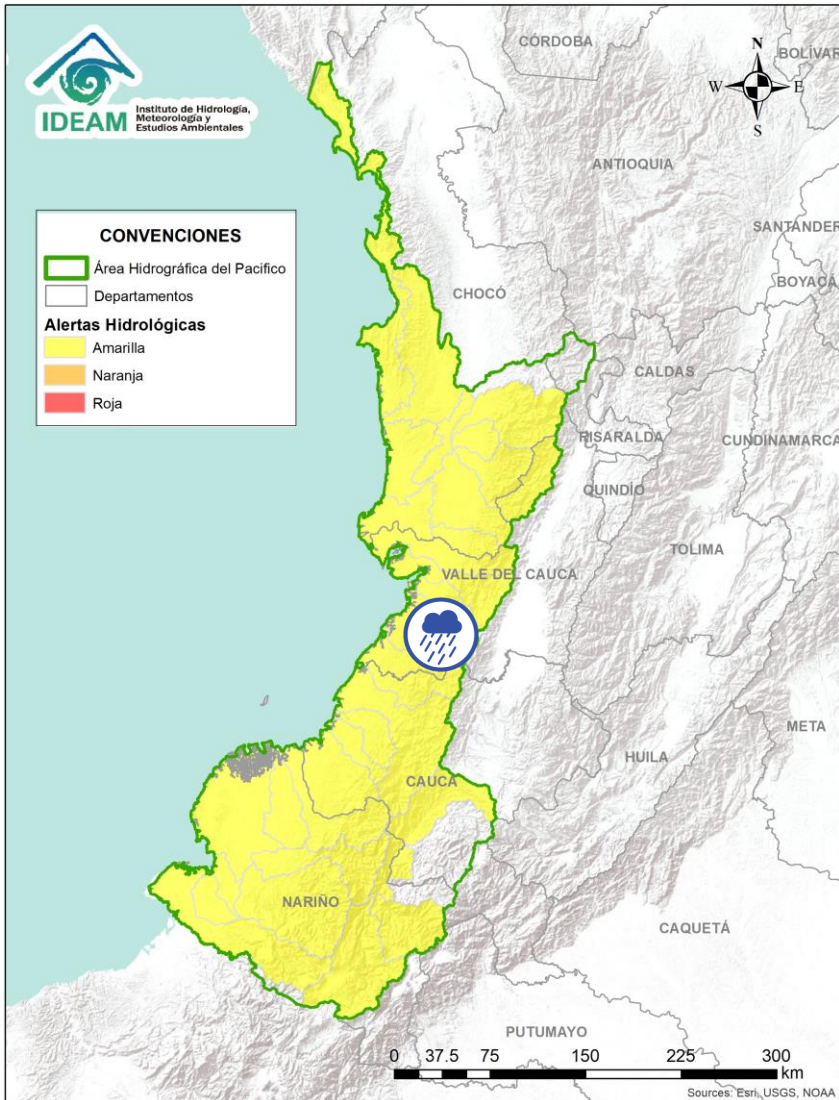 IDEAM
Instituto de Hidrología,
Meteorología y
Estudios Ambientales
CÓRDOBA
BOLÍVAR
N
W
E
S
ANTIOQUIA
SANTANDER
BOYACÁ
CONVENCIONES
Área Hidrográfica del Pacifico
Departamentos
Alertas Hidrológicas
Amarilla
Naranja
Roja
CHOCÓ
CALDAS
RISARALDA
CUNDINAMARCA
QUINDÍO
TOLIMA
VALLE DEL CAUCA
META
HUILA
CAUCA
NARIÑO
CAQUETÁ
PUTUMAYO
0 37.5 75 150 225 300
km
Sources: Esri, USGS, NOAA